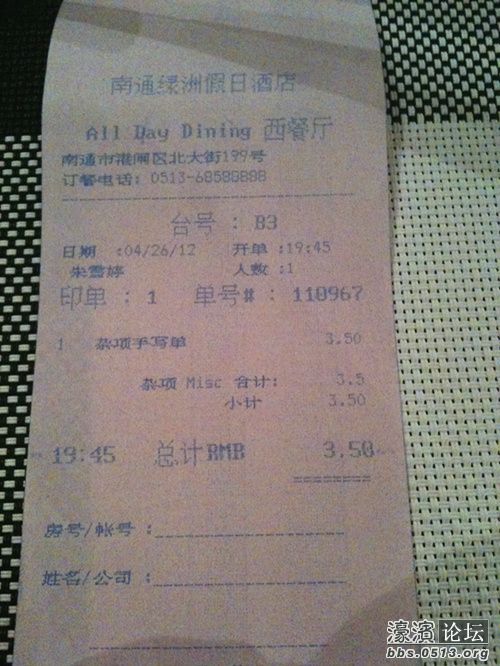 南通绿洲假日酒店
All Day Dining 西餐厅
南通市港闸区北大街199号
订餐电话: 0513-68588888
台号 : B3
日期 :04/26/12 开单:19:45
朱雪婷 人数:1
印单 : 1 单号# : 110967
1 杂项手写单 3.50
杂项 Misc 合计: 3.5
小计 3.50
19:45 总计RMB 3.50
房号/帐号:
姓名/公司:
濠滨论坛
bbs.0513.org